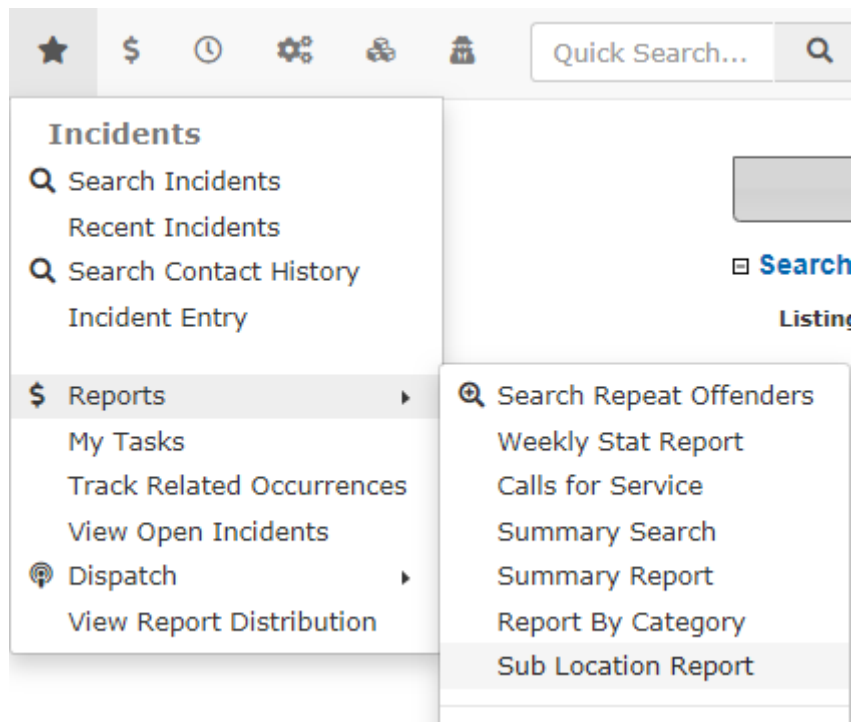 Quick Search...
Incidents
Search Incidents
Recent Incidents
Search Contact History
Incident Entry
Reports
My Tasks
Track Related Occurrences
View Open Incidents
Dispatch
View Report Distribution
Search
Listing
Search Repeat Offenders
Weekly Stat Report
Calls for Service
Summary Search
Summary Report
Report By Category
Sub Location Report